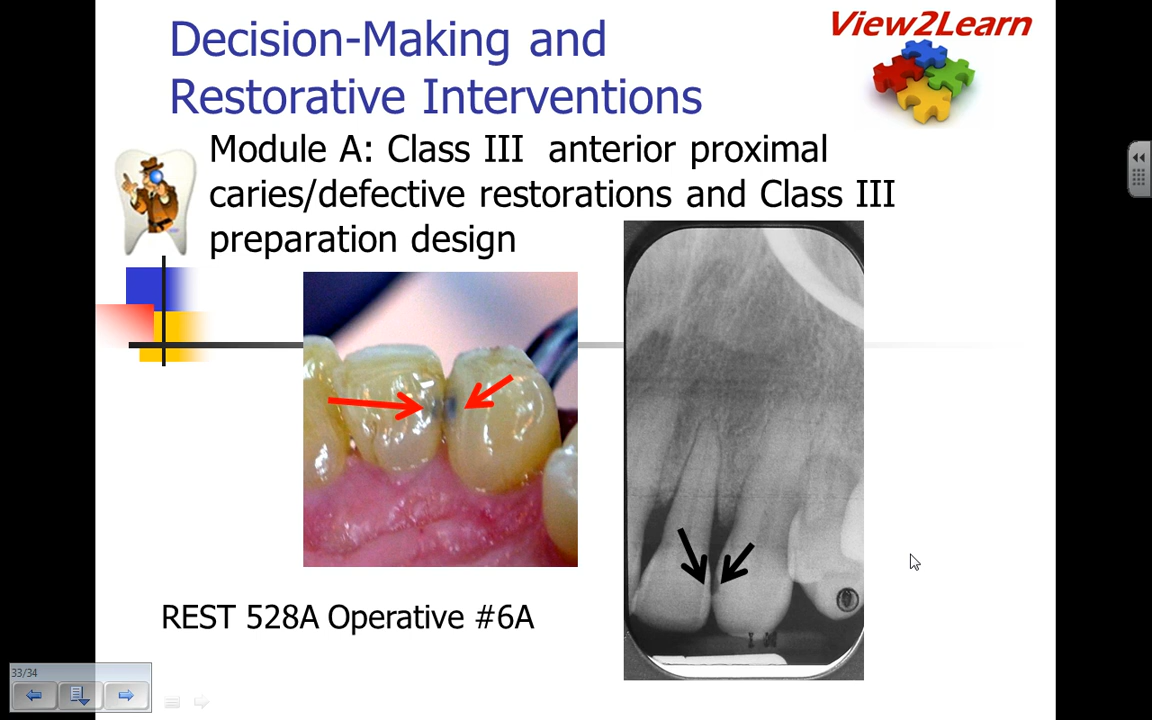 Decision-Making and
Restorative Interventions
View2Learn
Module A: Class III anterior proximal
caries/defective restorations and Class III
preparation design
REST 528A Operative #6A
33/34